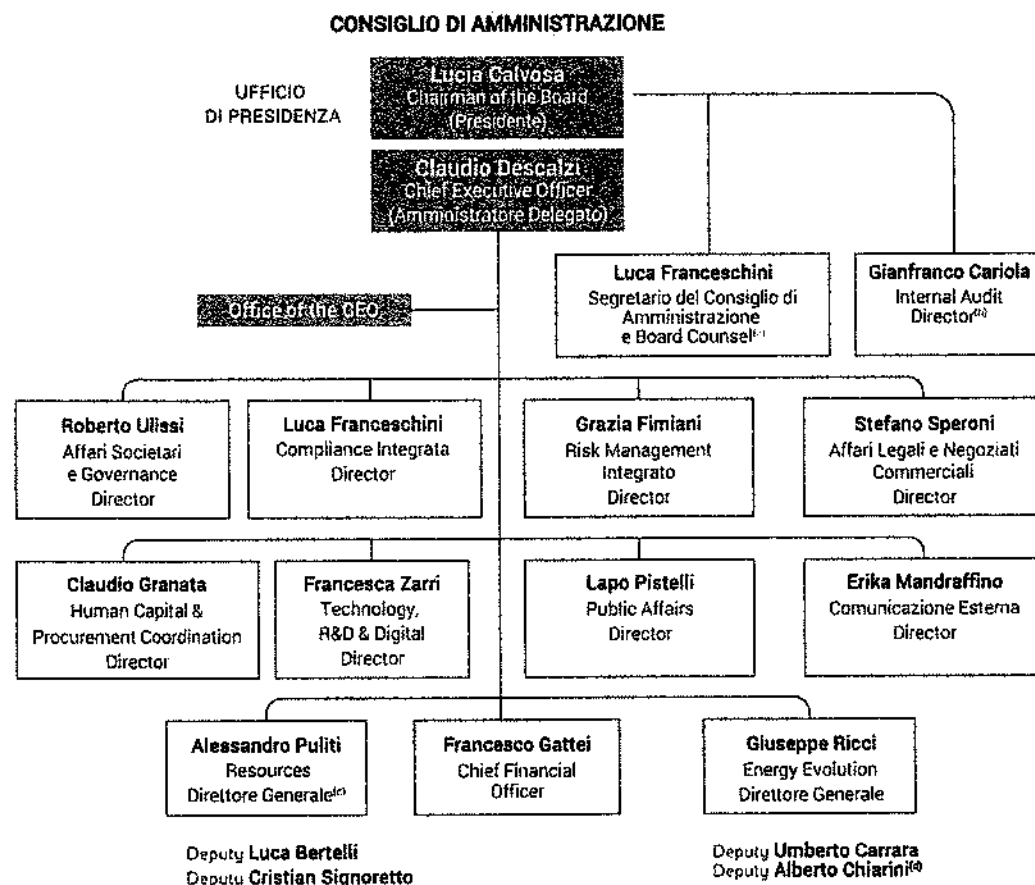 CONSIGLIO DI AMMINISTRAZIONE
UFFICIO
DI PRESIDENZA
Lucia Calvosa
Chairman of the Board
(Presidente)
Claudio Descalzi
Chief Executive Officer
(Amministratore Delegato)
Office of the CEO
Luca Franceschini
Segretario del Consiglio di
Amministrazione
e Board Counsel
Gianfranco Cariola
Internal Audit
Director
Roberto Ulissi
Affari Societari
e Governance
Director
Luca Franceschini
Compliance Integrata
Director
Grazia Fimiani
Risk Management
Integrato
Director
Stefano Speroni
Affari Legali e Negoziati
Commerciali
Director
Claudio Granata
Human Capital &
Procurement Coordination
Director
Francesca Zarri
Technology,
R&D & Digital
Director
Lapo Pistelli
Public Affairs
Director
Erika Mandraffino
Comunicazione Esterna
Director
Alessandro Puliti
Resources
Direttore Generale(c)
Francesco Gattei
Chief Financial
Officer
Giuseppe Ricci
Energy Evolution
Direttore Generale
Deputy Luca Bertelli
Deputy Cristian Signoretto
Deputy Umberto Carrara
Deputy Alberto Chiarini(d)